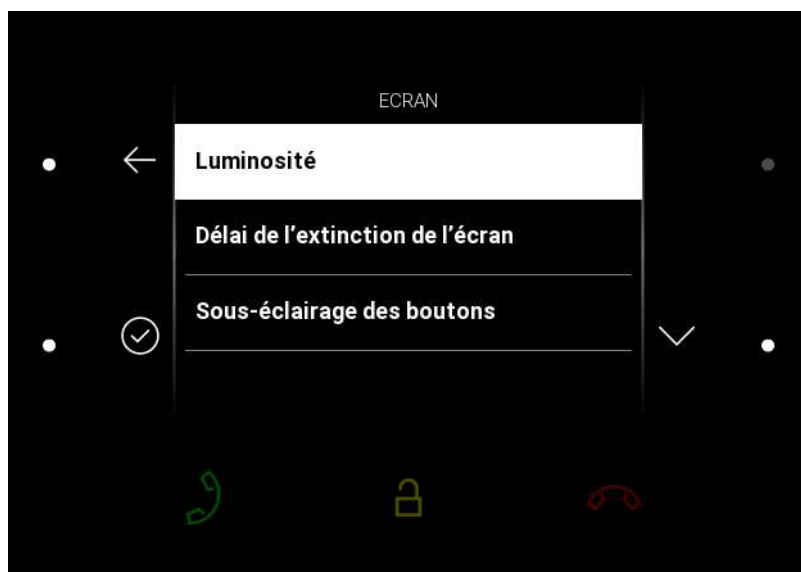 ECRAN
Luminosité
Délai de l’extinction de l’écran
Sous-éclairage des boutons